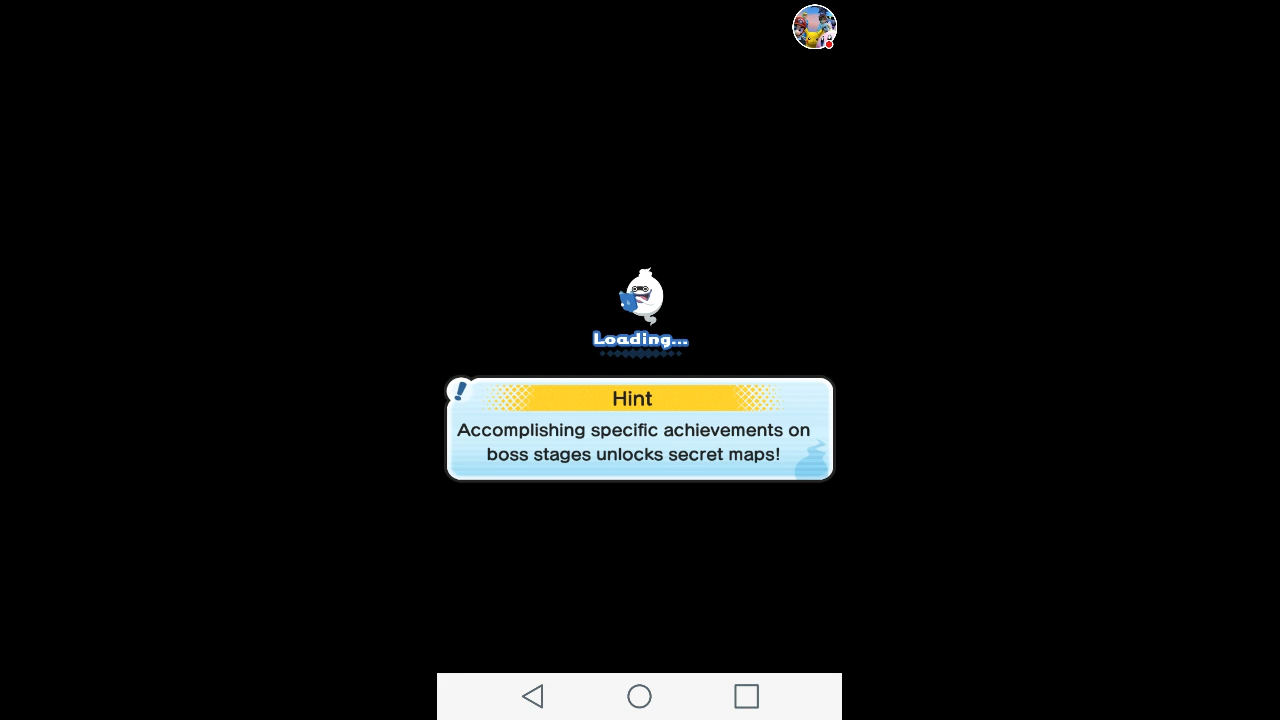 Loading...
Hint
Accomplishing specific achievements on
boss stages unlocks secret maps!